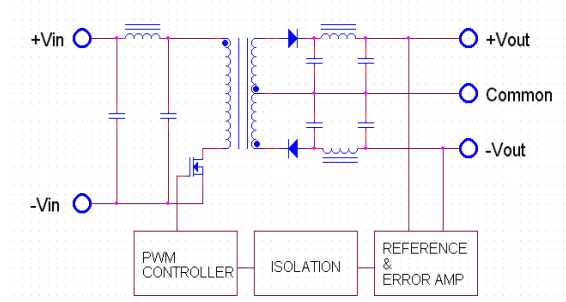 +Vin
+Vout
Common
-Vout
-Vin
PWM
CONTROLLER
ISOLATION
REFERENCE
&
ERROR AMP